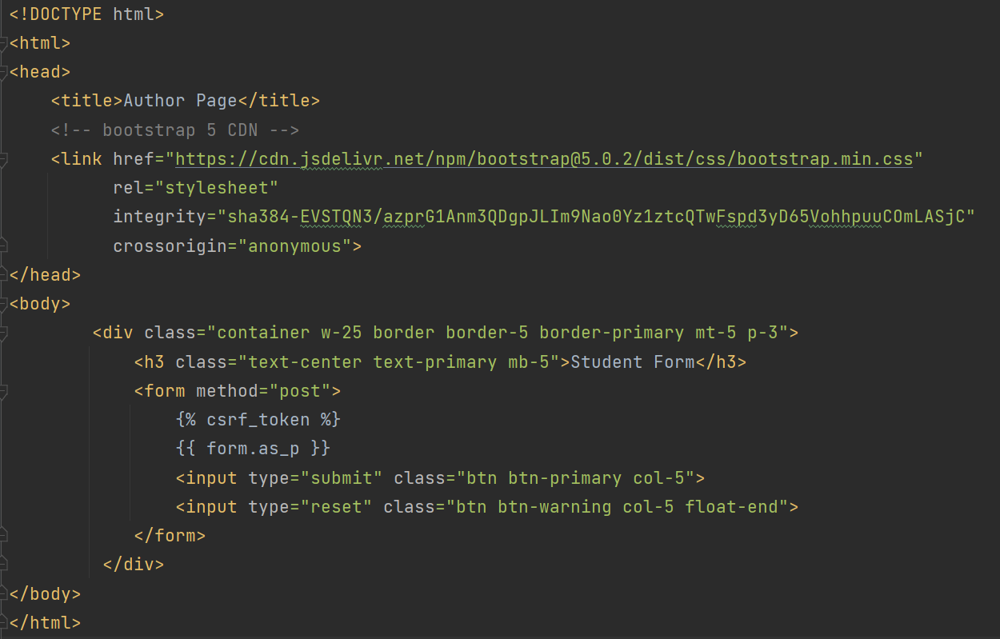 <!DOCTYPE html>
<html>
<head>
    <title>Author Page</title>
    <!-- bootstrap 5 CDN -->
    <link href="https://cdn.jsdelivr.net/npm/bootstrap@5.0.2/dist/css/bootstrap.min.css"
          rel="stylesheet"
          integrity="sha384-EVSTQN3/azprG1Anm3QDgpJLIm9Nao0Yz1ztcQTwFspd3yD65VohhpuuCOmLASjC"
          crossorigin="anonymous">
</head>
<body>
        <div class="container w-25 border border-5 border-primary mt-5 p-3">
            <h3 class="text-center text-primary mb-5">Student Form</h3>
            <form method="post">
                {% csrf_token %}
                {{ form.as_p }}
                <input type="submit" class="btn btn-primary col-5">
                <input type="reset" class="btn btn-warning col-5 float-end">
            </form>
         </div>
</body>
</html>